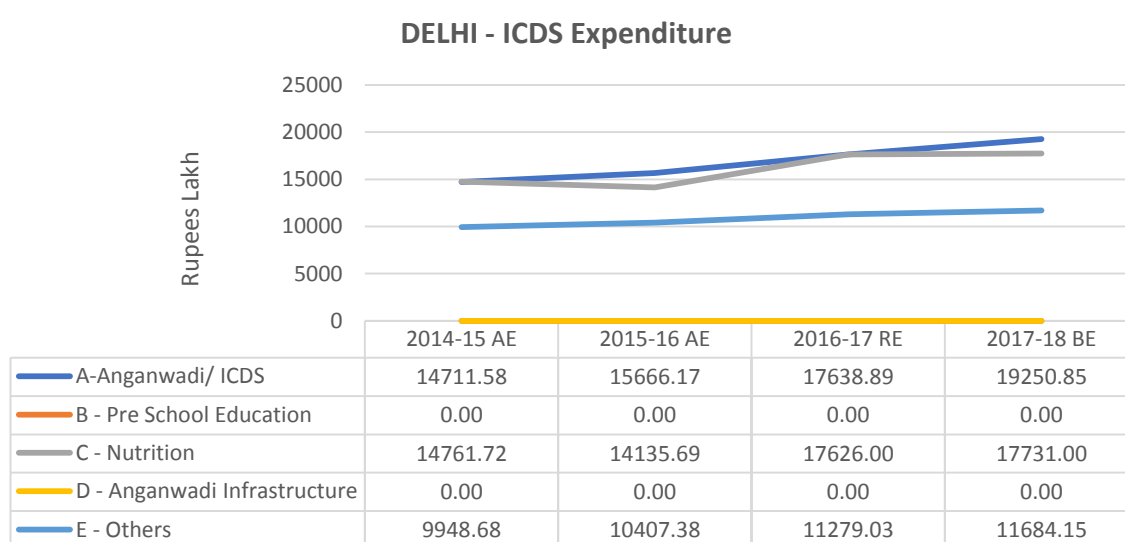 DELHI - ICDS Expenditure
25000
20000
15000
10000
5000
0
Rupees Lakh
2014-15 AE 2015-16 AE 2016-17 RE 2017-18 BE
A-Anganwadi/ ICDS 14711.58 15666.17 17638.89 19250.85
B - Pre School Education 0.00 0.00 0.00 0.00
C - Nutrition 14761.72 14135.69 17626.00 17731.00
D - Anganwadi Infrastructure 0.00 0.00 0.00 0.00
E - Others 9948.68 10407.38 11279.03 11684.15